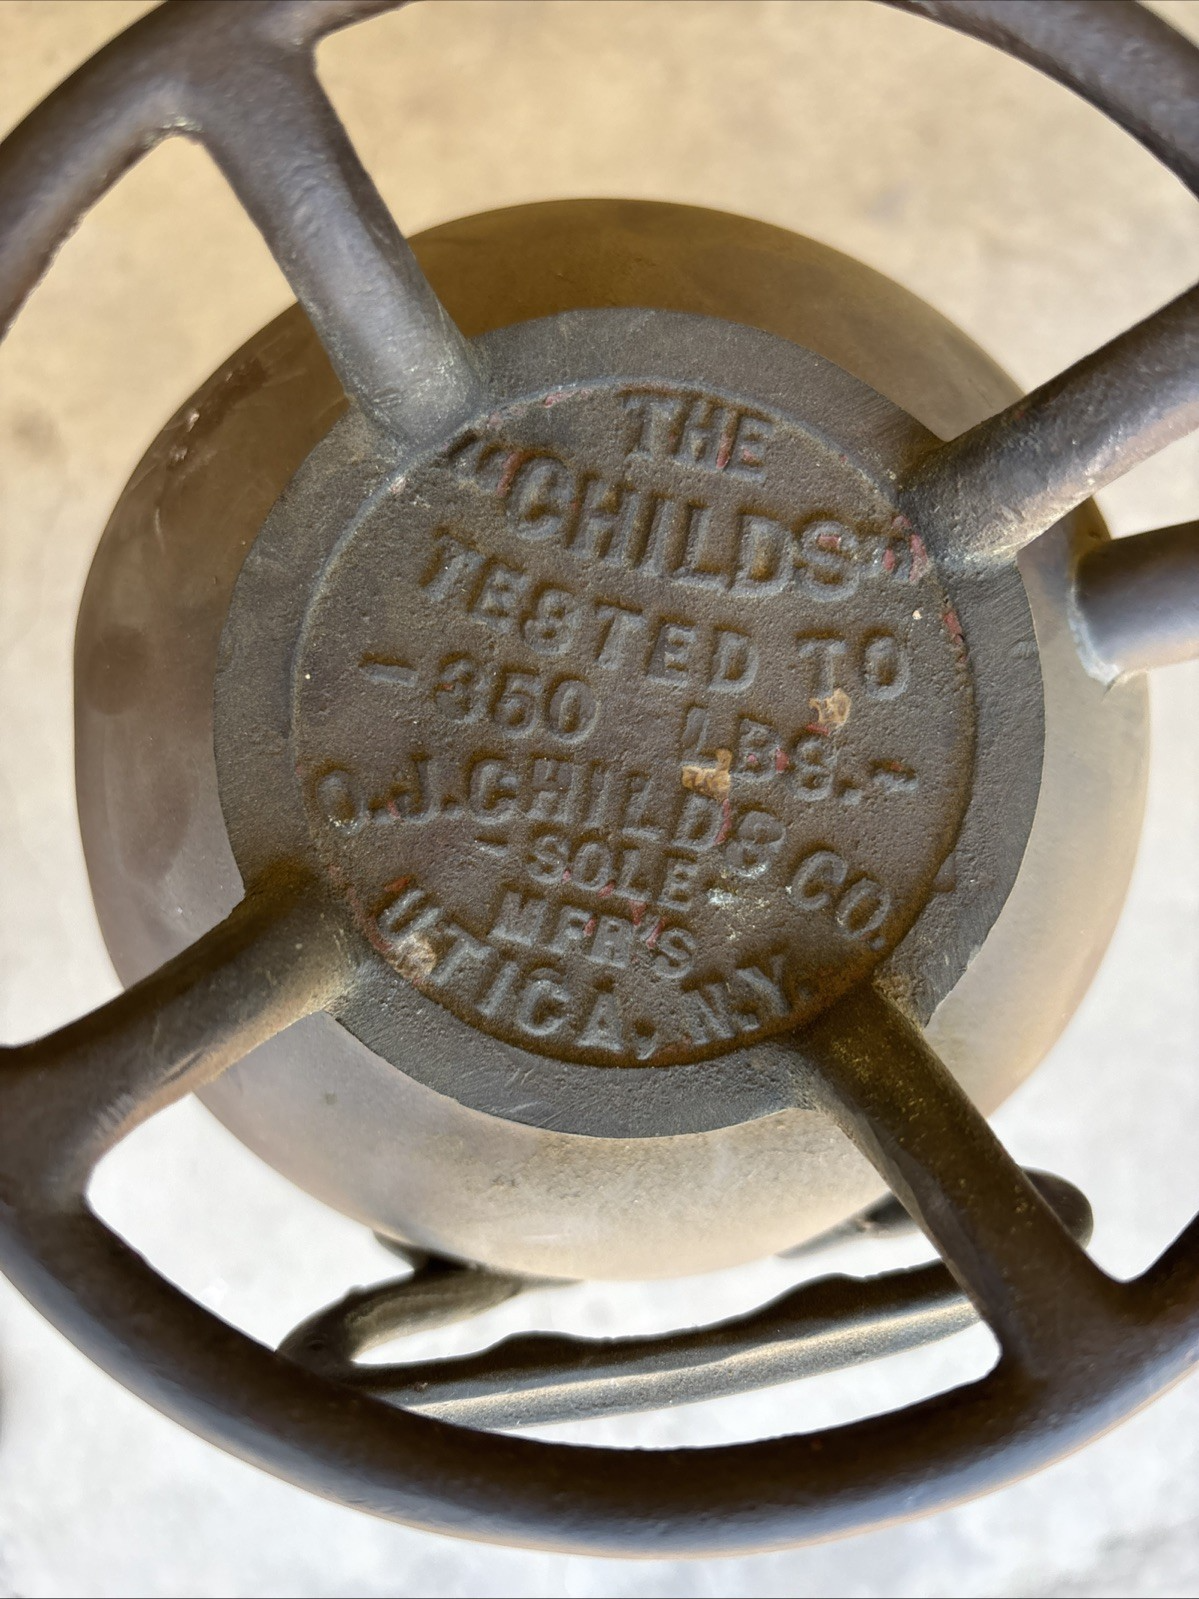 THE
"CHILDS"
TESTED TO
-350 LBS.-
O.J.CHILDS CO.
-SOLE-
MFR'S
UTICA, N.Y.